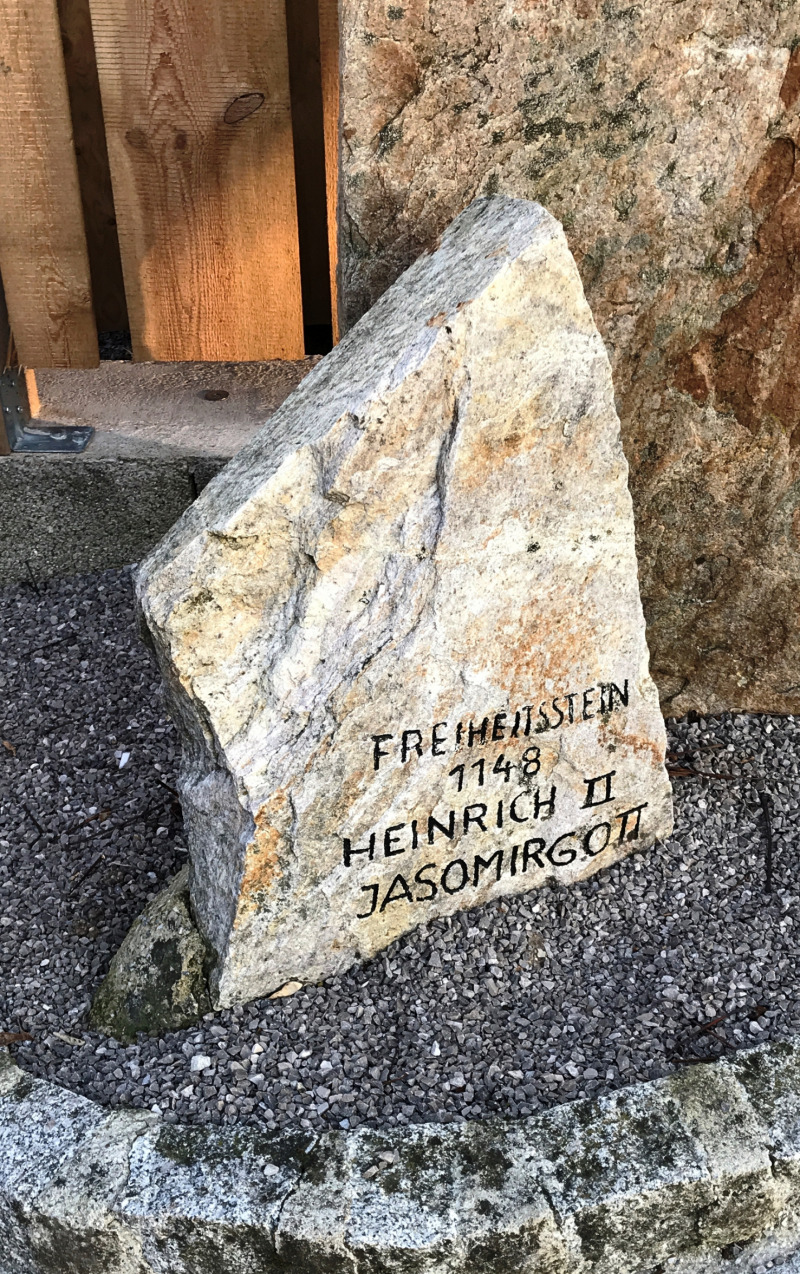 FREIHEITSSTEIN
1148
HEINRICH II
JASOMIRGOTT